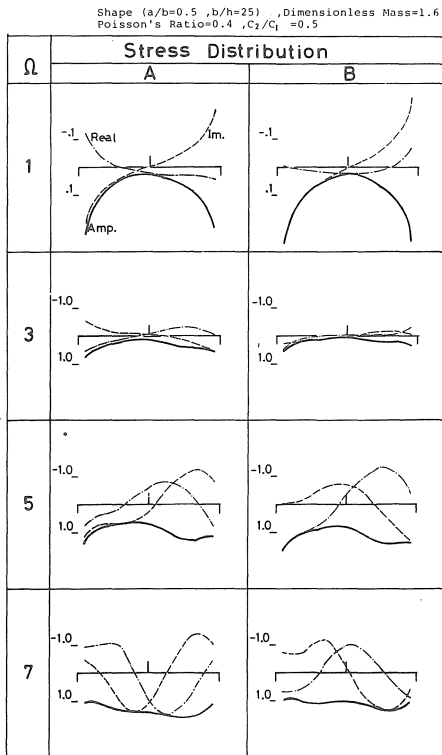 Shape (a/b=0.5 ,b/h=25) ,Dimensionless Mass=1.6
Poisson's Ratio=0.4 ,C2/C1 =0.5
Stress Distribution
Ω
A
B
1
-.1
Real
Im.
.1
Amp.
-.1
.1
3
-1.0
1.0
-1.0
1.0
5
-1.0
1.0
-1.0
1.0
7
-1.0
1.0
-1.0
1.0